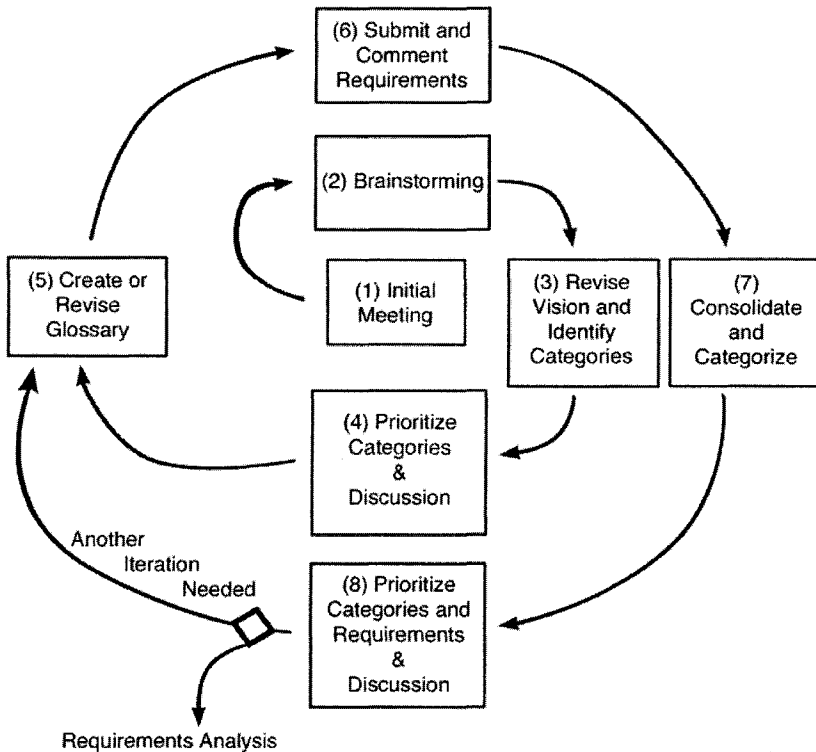 (6) Submit and
Comment
Requirements
(2) Brainstorming
(5) Create or
Revise
Glossary
(1) Initial
Meeting
(3) Revise
Vision and
Identify
Categories
(7)
Consolidate
and
Categorize
(4) Prioritize
Categories
&
Discussion
Another
Iteration
Needed
(8) Prioritize
Categories and
Requirements
&
Discussion
Requirements Analysis